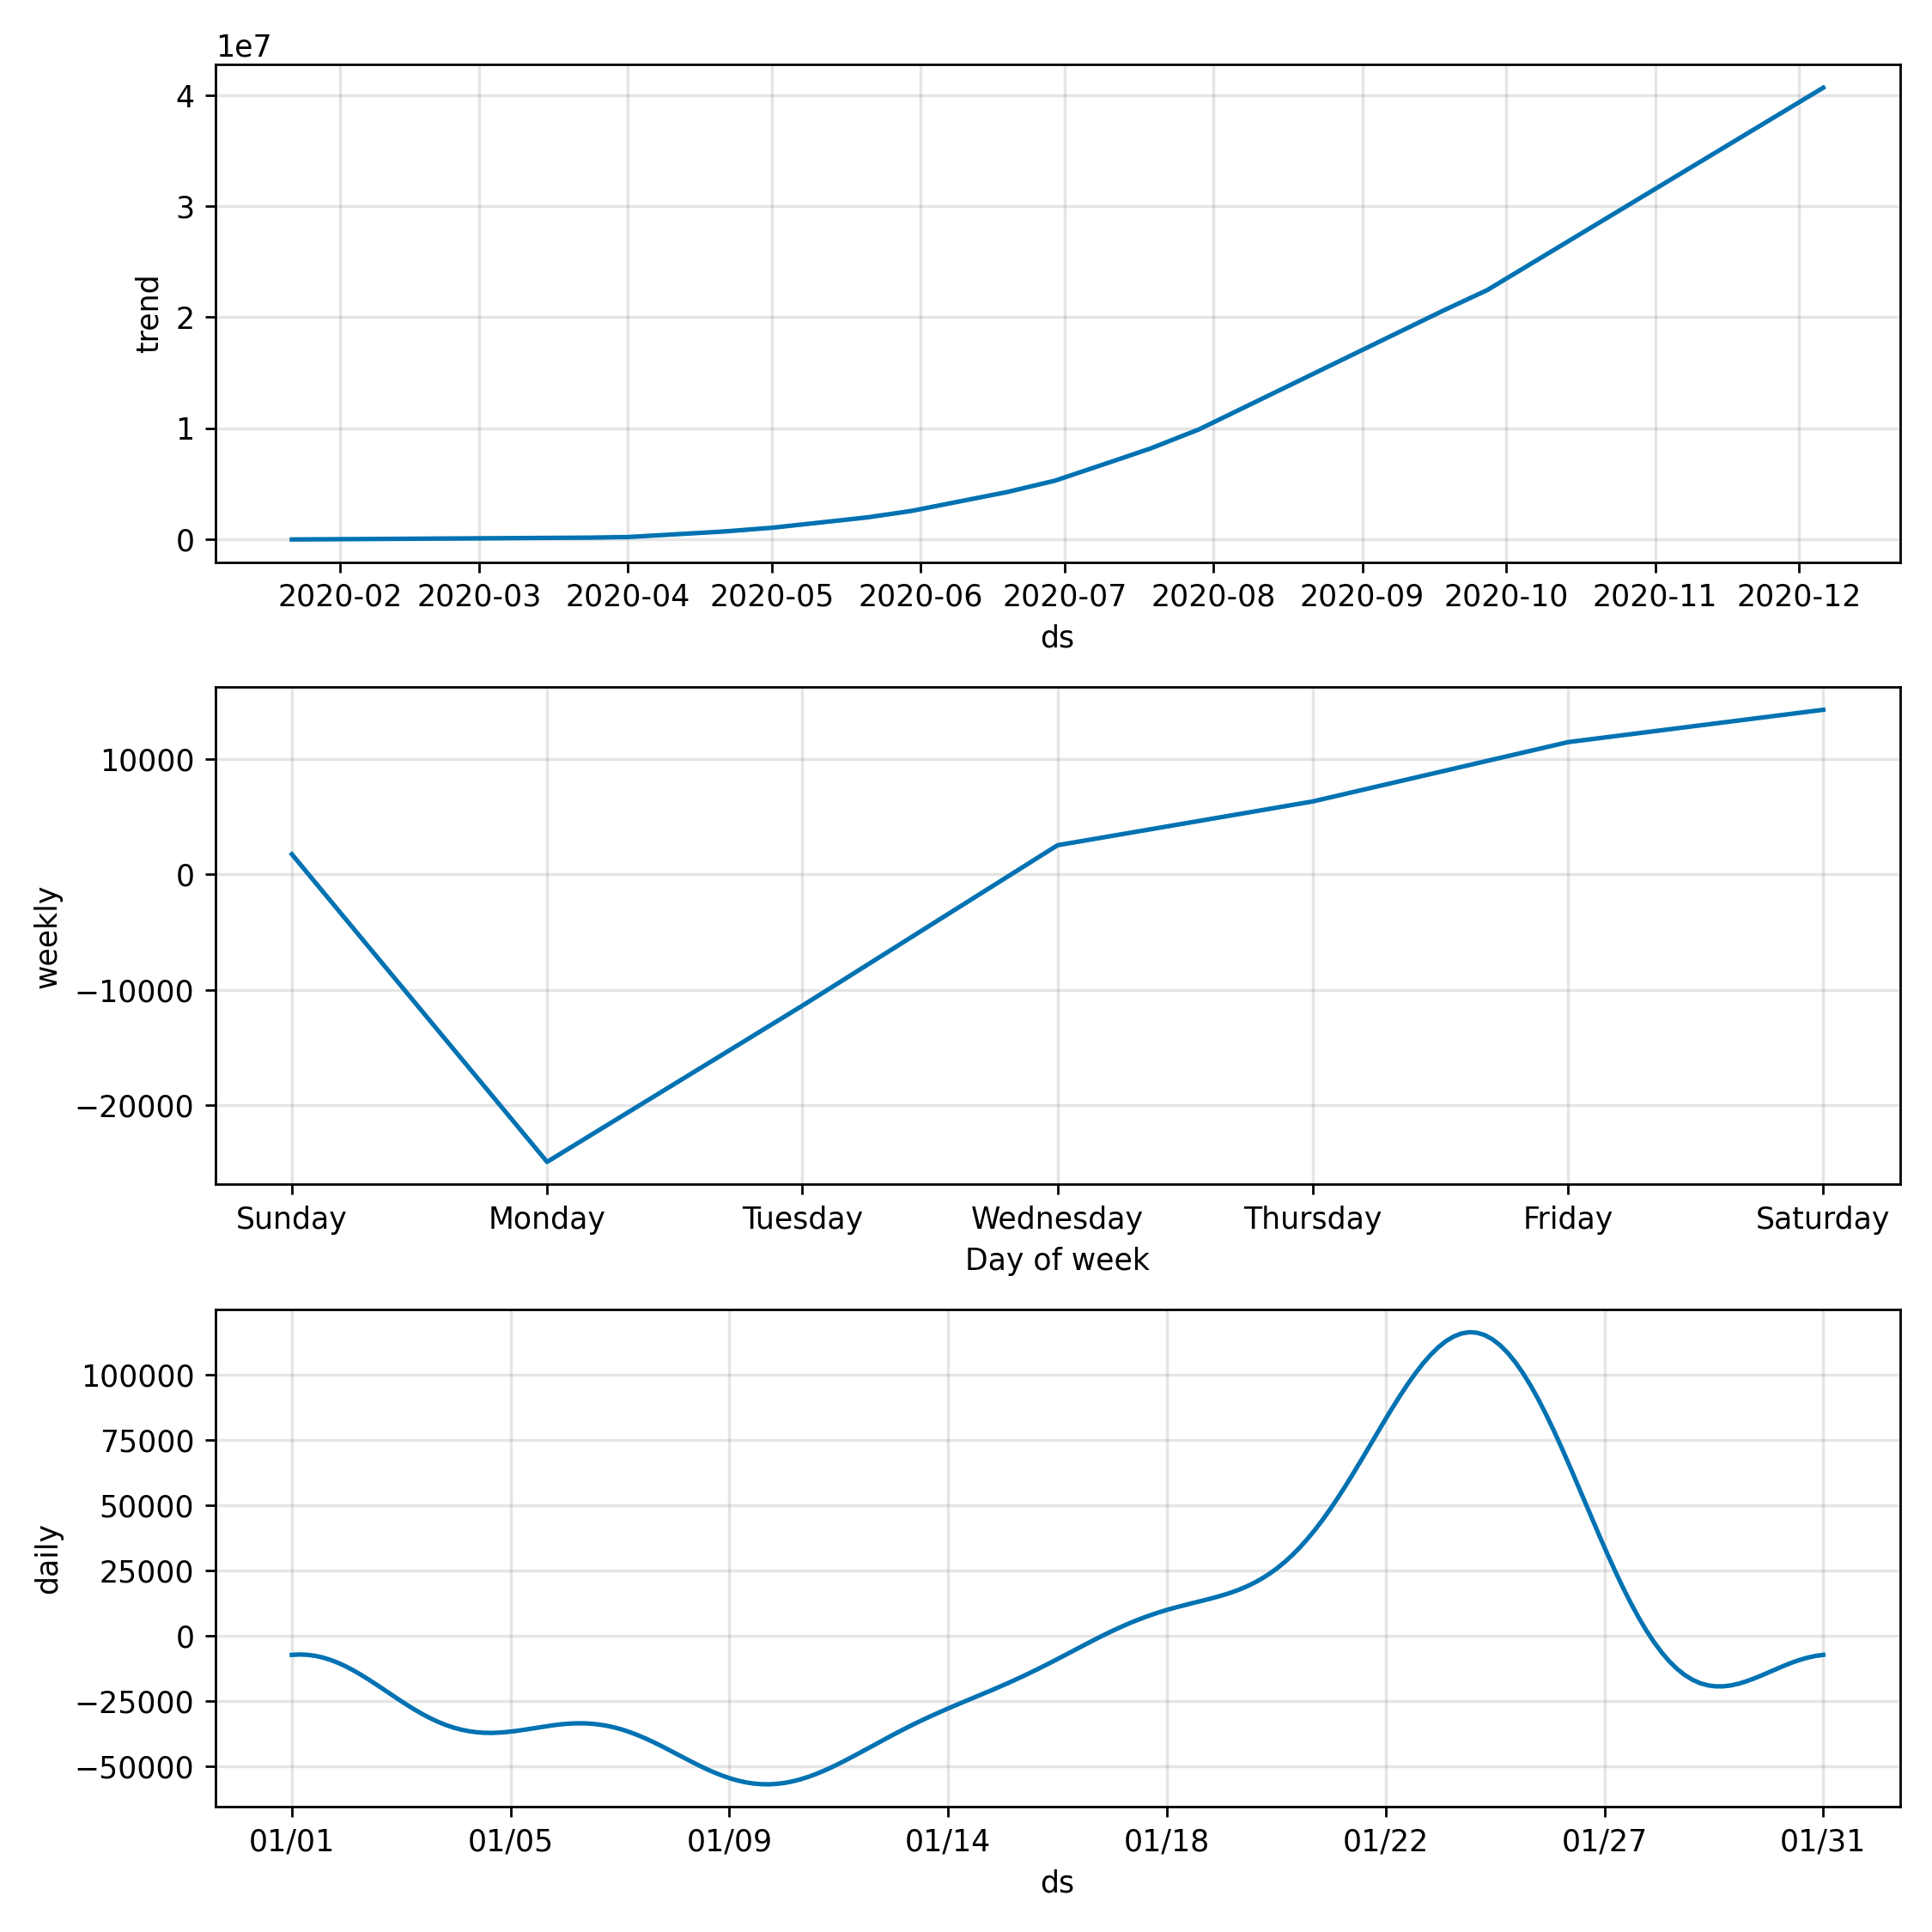 1e7
4
3
2
1
0
trend
2020-02 2020-03 2020-04 2020-05 2020-06 2020-07 2020-08 2020-09 2020-10 2020-11 2020-12
ds
10000
0
−10000
−20000
weekly
Sunday Monday Tuesday Wednesday Thursday Friday Saturday
Day of week
100000
75000
50000
25000
0
−25000
−50000
daily
01/01 01/05 01/09 01/14 01/18 01/22 01/27 01/31
ds